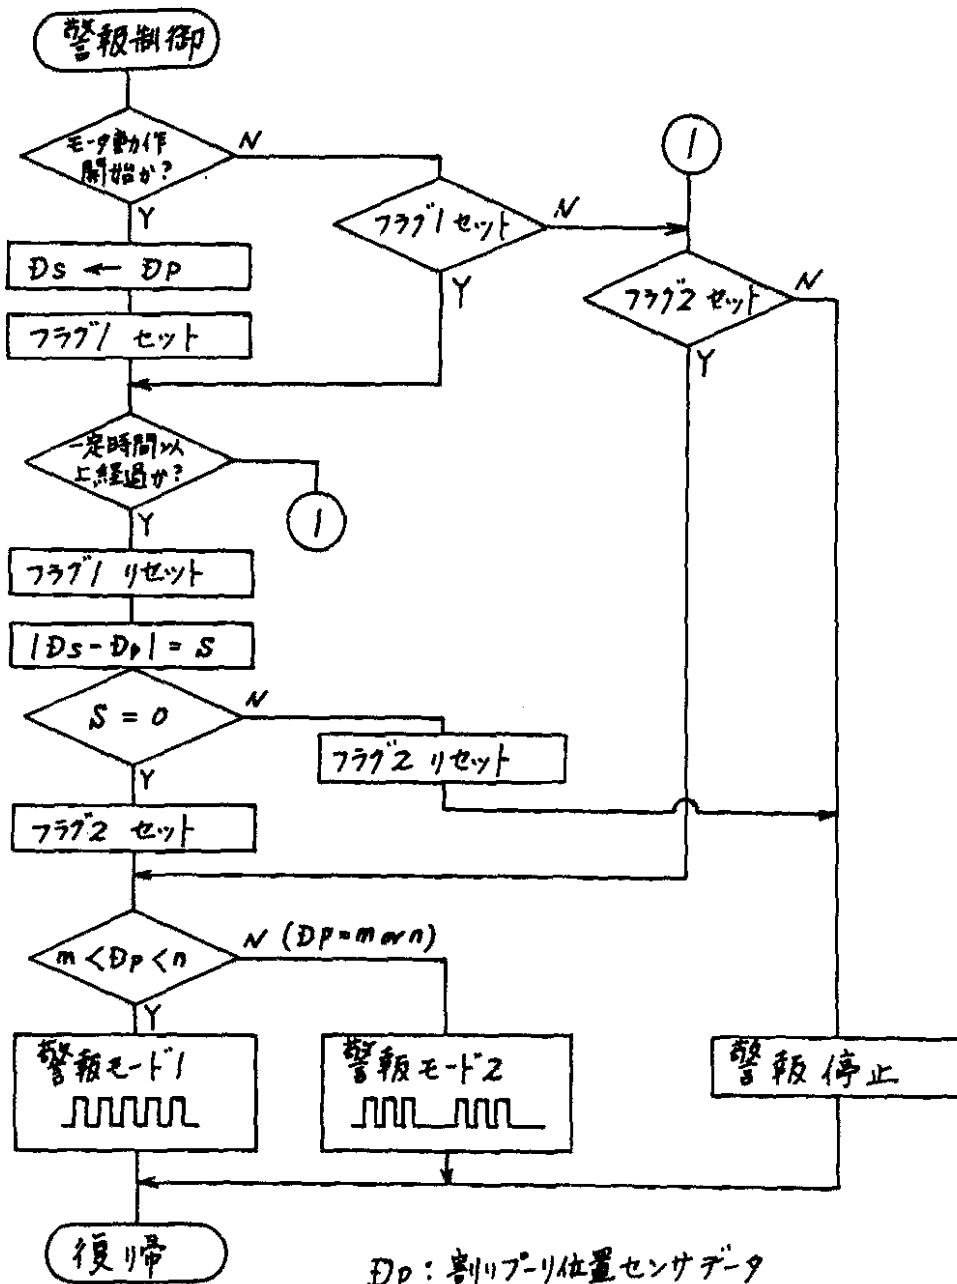 警報制御
モータ動作
開始か?
N
Y
Ds ← Dp
フラグ1 セット
フラグ1 セット
N
Y
1
フラグ2 セット
N
Y
一定時間以
上経過か?
Y
1
フラグ1 リセット
|Ds-Dp| = S
S = 0
N
Y
フラグ2 リセット
フラグ2 セット
m<Dp<n
N (Dp=m or n)
Y
警報モード1
警報モード2
警報停止
復帰
Dp:割りプーリ位置センサデータ